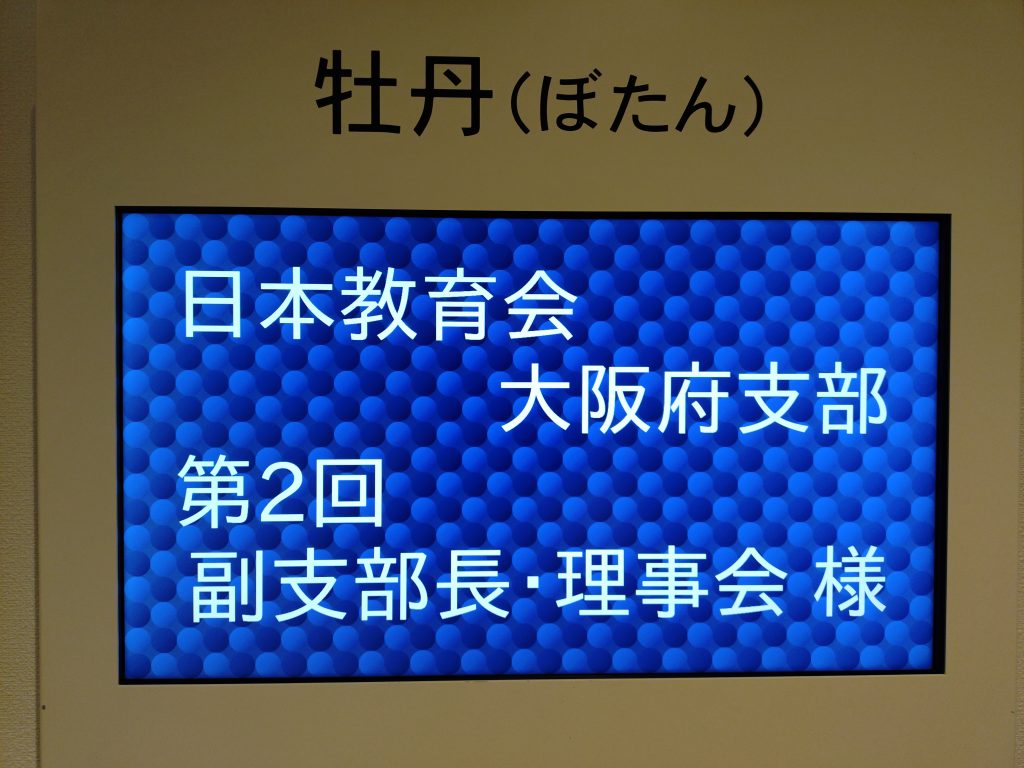 牡丹(ぼたん)
日本教育会
大阪府支部
第2回
副支部長・理事会 様